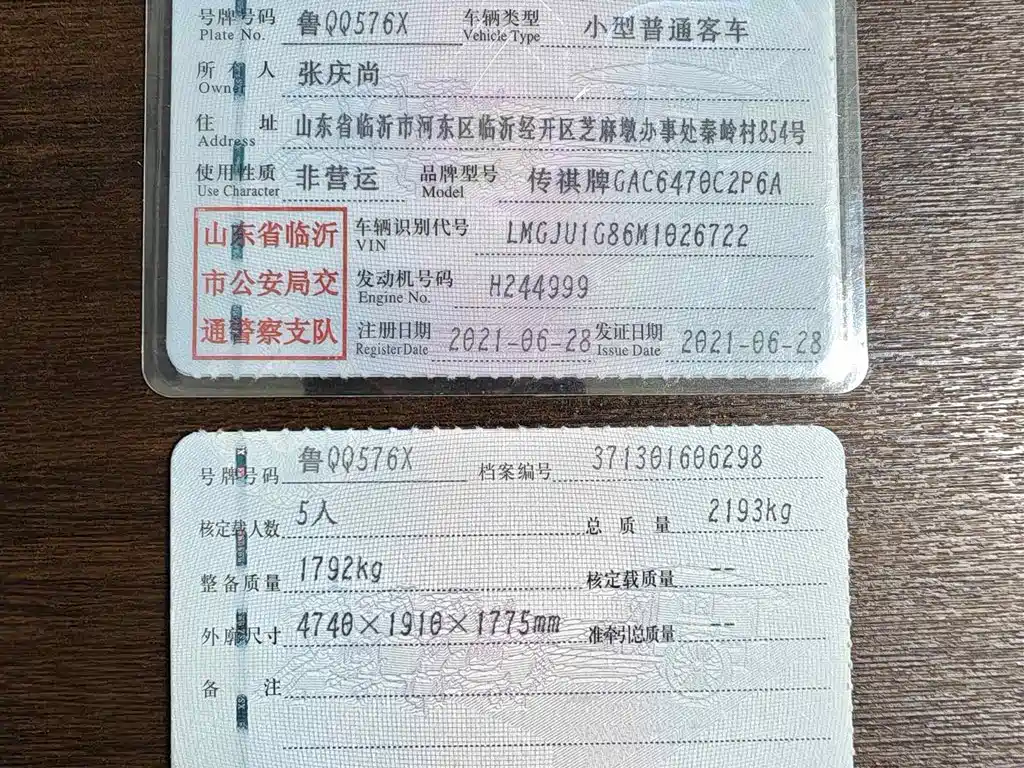 号牌号码 鲁QQ576X 车辆类型 小型普通客车
Plate No. Vehicle Type
所有人 张庆尚
Owner
住址 山东省临沂市河东区临沂经开区芝麻墩办事处秦岭村854号
Address
使用性质 非营运 品牌型号 传祺牌GAC6470C2P6A
Use Character Model
山东省临沂
市公安局交
通警察支队
车辆识别代号 LMGJU1G86M1026722
VIN
发动机号码 H244999
Engine No.
注册日期 2021-06-28 发证日期 2021-06-28
Register Date Issue Date
号牌号码 鲁QQ576X 档案编号 371301606298
核定载人数 5人 总质量 2193kg
整备质量 1792kg 核定载质量 --
外廓尺寸 4740×1910×1775mm 准牵引总质量 --
备注